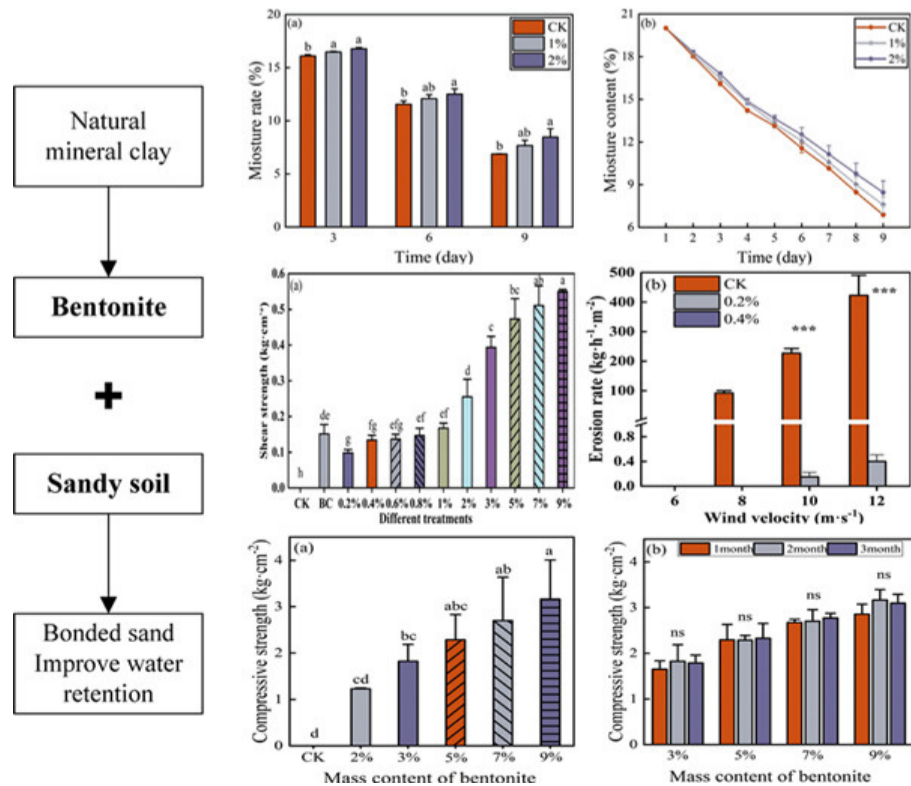 Natural
mineral clay
Bentonite
+
Sandy soil
Bonded sand
Improve water
retention
(a)
CK
1%
2%
b a a
b ab a
b ab a
Miosture rate (%)
20
15
10
5
0
3 6 9
Time (day)
(b)
CK
1%
2%
Miosture content (%)
21
18
15
12
9
6
1 2 3 4 5 6 7 8 9
Time (day)
(a)
Shear strength (kg·cm-2)
0.6
0.5
0.4
0.3
0.2
0.1
0.0
h de g fg efg ef ef d c bc ab a
CK BC 0.2% 0.4% 0.6% 0.8% 1% 2% 3% 5% 7% 9%
Different treatments
(b)
CK
0.2%
0.4%
*** ***
Erosion rate (kg·h-1·m-2)
500
400
300
200
100
0.8
0.4
0.0
6 8 10 12
Wind velocity (m·s-1)
(a)
Compressive strength (kg·cm-2)
4
3
2
1
0
d cd bc abc ab a
CK 2% 3% 5% 7% 9%
Mass content of bentonite
(b)
1month 2month 3month
Compressive strength (kg·cm-2)
4
3
2
1
0
ns ns ns ns
3% 5% 7% 9%
Mass content of bentonite